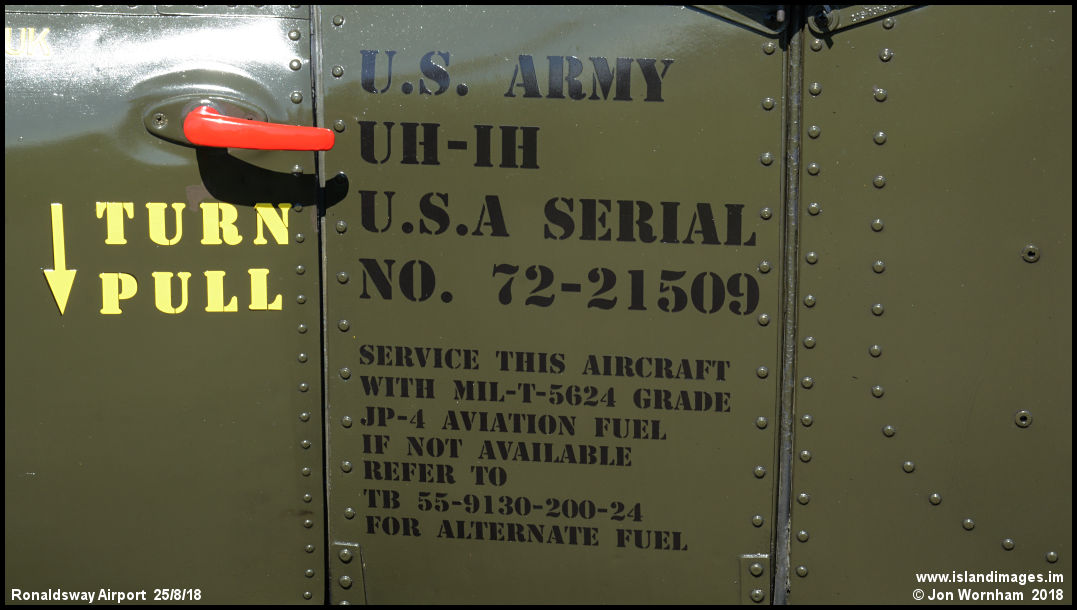 UK
U.S. ARMY
UH-1H
U.S.A SERIAL
NO. 72-21509
TURN
PULL
SERVICE THIS AIRCRAFT
WITH MIL-T-5624 GRADE
JP-4 AVIATION FUEL
IF NOT AVAILABLE
REFER TO
TB 55-9130-200-24
FOR ALTERNATE FUEL
Ronaldsway Airport 25/8/18
www.islandimages.im
© Jon Wornham 2018